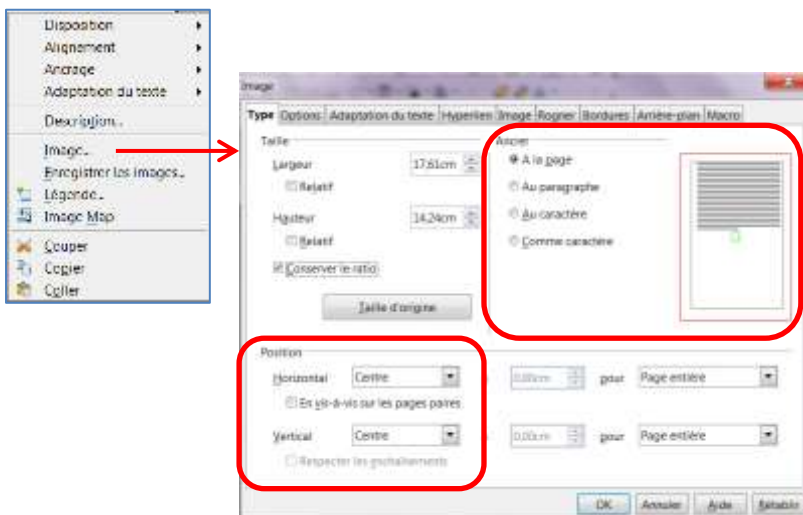 Disposition
Alignement
Ancrage
Adaptation du texte
Description...
Image...
Enregistrer les images...
Légende...
Image Map
Couper
Copier
Coller
Image
Type Options Adaptation du texte Hyperlien Image Rogner Bordures Arrière-plan Macro
Taille
Largeur 17,61cm
Relatif
Hauteur 14,24cm
Relatif
Conserver le ratio
Taille d'origine
Ancrer
A la page
Au paragraphe
Au caractère
Comme caractère
Position
Horizontal Centre 0,00cm pour Page entière
En vis-à-vis sur les pages paires
Vertical Centre 0,00cm pour Page entière
Respecter les enchaînements
OK Annuler Aide Rétablir